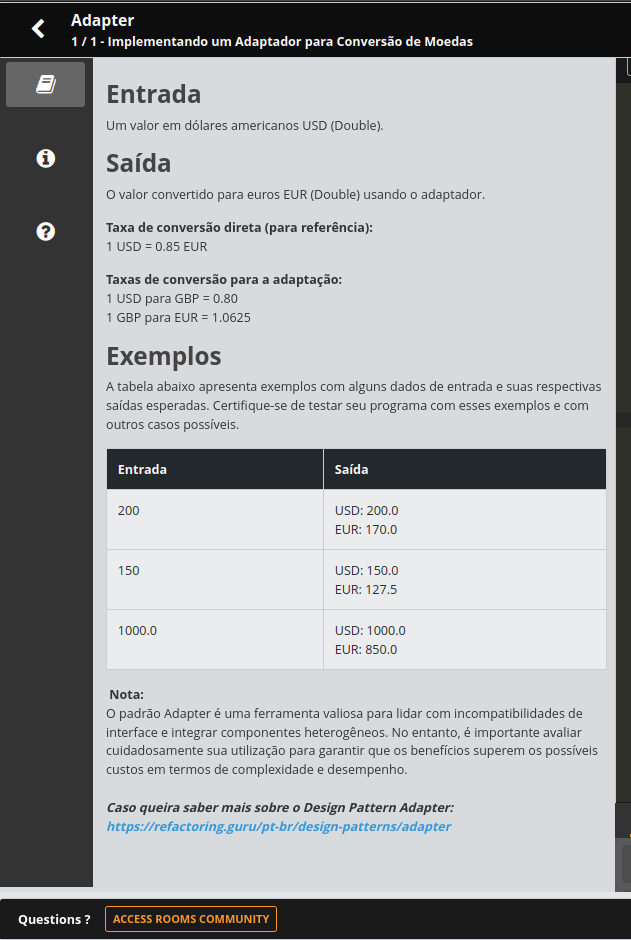 Adapter
1 / 1 - Implementando um Adaptador para Conversão de Moedas
Entrada
Um valor em dólares americanos USD (Double).
Saída
O valor convertido para euros EUR (Double) usando o adaptador.
Taxa de conversão direta (para referência):
1 USD = 0.85 EUR
Taxas de conversão para a adaptação:
1 USD para GBP = 0.80
1 GBP para EUR = 1.0625
Exemplos
A tabela abaixo apresenta exemplos com alguns dados de entrada e suas respectivas
saídas esperadas. Certifique-se de testar seu programa com esses exemplos e com
outros casos possíveis.
Entrada Saída
200 USD: 200.0
EUR: 170.0
150 USD: 150.0
EUR: 127.5
1000.0 USD: 1000.0
EUR: 850.0
Nota:
O padrão Adapter é uma ferramenta valiosa para lidar com incompatibilidades de
interface e integrar componentes heterogêneos. No entanto, é importante avaliar
cuidadosamente sua utilização para garantir que os benefícios superem os possíveis
custos em termos de complexidade e desempenho.
Caso queira saber mais sobre o Design Pattern Adapter:
https://refactoring.guru/pt-br/design-patterns/adapter
Questions ? ACCESS ROOMS COMMUNITY